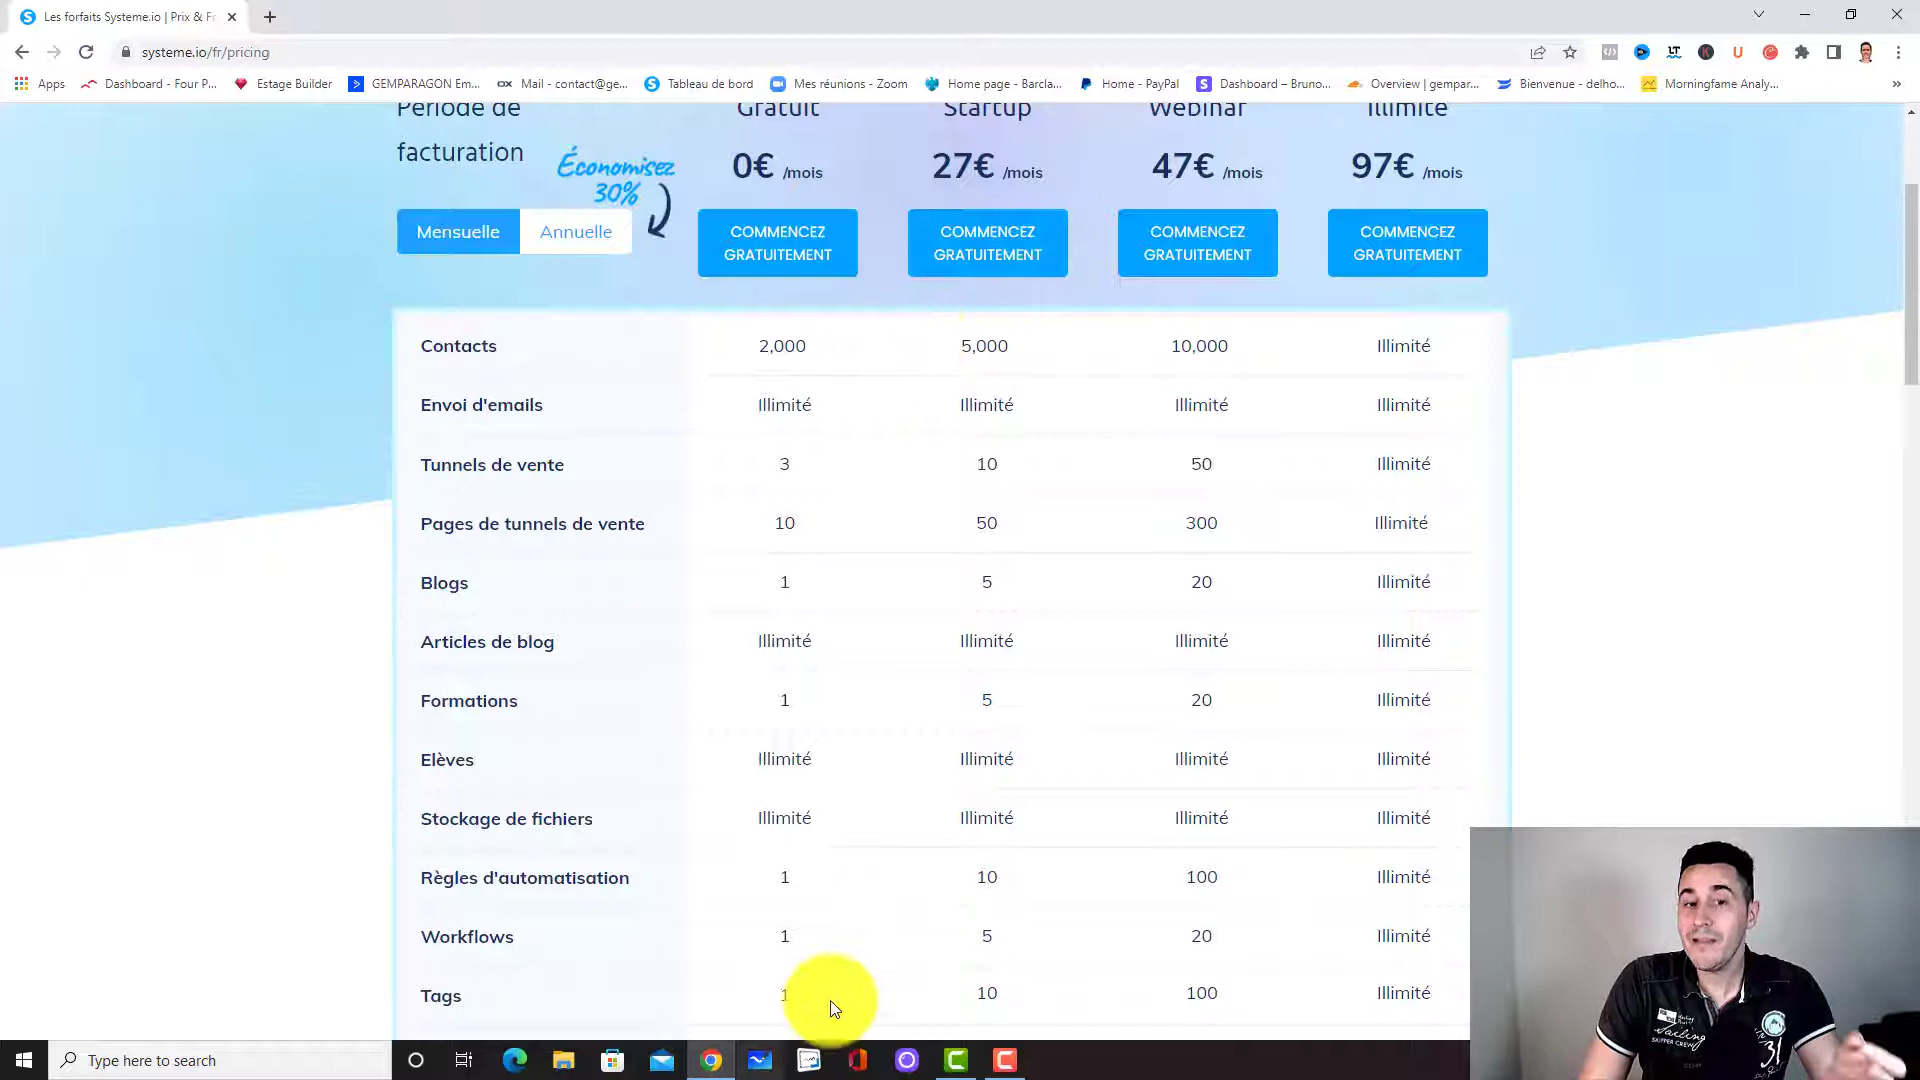 Les forfaits Systeme.io | Prix & F
systeme.io/fr/pricing
Apps
Dashboard - Four P...
Estage Builder
GEMPARAGON Em...
Mail - contact@ge...
Tableau de bord
Mes réunions - Zoom
Home page - Barcla...
Home - PayPal
Dashboard – Bruno...
Overview | gempar...
Bienvenue - delho...
Morningfame Analy...
»
Période de
facturation
Économisez
30%
Mensuelle
Annuelle
Gratuit
Startup
Webinar
Illimité
0€ /mois
27€ /mois
47€ /mois
97€ /mois
COMMENCEZ
GRATUITEMENT
COMMENCEZ
GRATUITEMENT
COMMENCEZ
GRATUITEMENT
COMMENCEZ
GRATUITEMENT
Contacts 2,000 5,000 10,000 Illimité
Envoi d'emails Illimité Illimité Illimité Illimité
Tunnels de vente 3 10 50 Illimité
Pages de tunnels de vente 10 50 300 Illimité
Blogs 1 5 20 Illimité
Articles de blog Illimité Illimité Illimité Illimité
Formations 1 5 20 Illimité
Elèves Illimité Illimité Illimité Illimité
Stockage de fichiers Illimité Illimité Illimité Illimité
Règles d'automatisation 1 10 100 Illimité
Workflows 1 5 20 Illimité
Tags 1 10 100 Illimité
Sailing
SKIPPER CREW
31
Type here to search